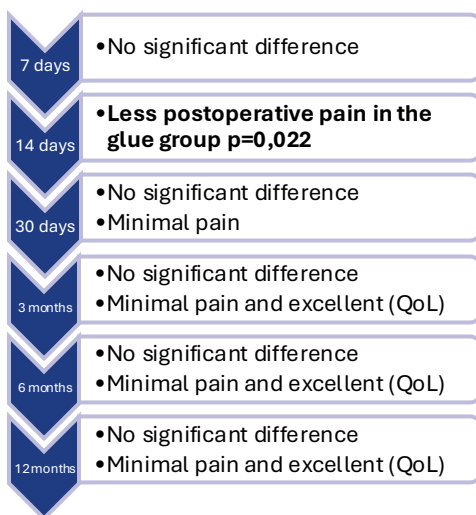 7 days
•No significant difference
14 days
•Less postoperative pain in the
glue group p=0,022
30 days
•No significant difference
•Minimal pain
3 months
•No significant difference
•Minimal pain and excellent (QoL)
6 months
•No significant difference
•Minimal pain and excellent (QoL)
12 months
•No significant difference
•Minimal pain and excellent (QoL)